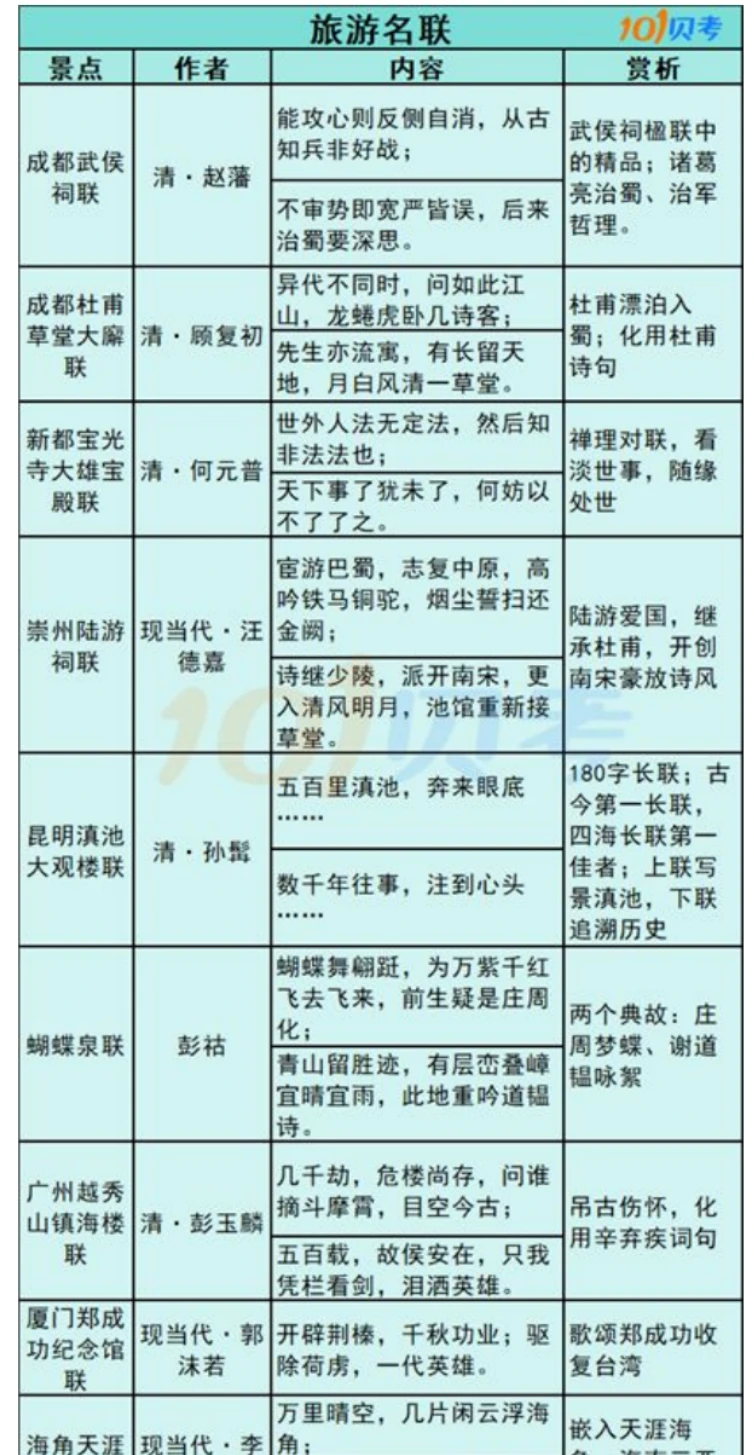 旅游名联
101贝考
景点 作者 内容 赏析
成都武侯
祠联
清·赵藩
能攻心则反侧自消，从古
知兵非好战；
不审势即宽严皆误，后来
治蜀要深思。
武侯祠楹联中
的精品；诸葛
亮治蜀、治军
哲理。
成都杜甫
草堂大廨
联
清·顾复初
异代不同时，问如此江
山，龙蜷虎卧几诗客；
先生亦流寓，有长留天
地，月白风清一草堂。
杜甫漂泊入
蜀；化用杜甫
诗句
新都宝光
寺大雄宝
殿联
清·何元普
世外人法无定法，然后知
非法法也；
天下事了犹未了，何妨以
不了了之。
禅理对联，看
淡世事，随缘
处世
崇州陆游
祠联
现当代·汪
德嘉
宦游巴蜀，志复中原，高
吟铁马铜驼，烟尘誓扫还
金阙；
诗继少陵，派开南宋，更
入清风明月，池馆重新接
草堂。
陆游爱国，继
承杜甫，开创
南宋豪放诗风
101贝考
昆明滇池
大观楼联
清·孙髯
五百里滇池，奔来眼底
……
数千年往事，注到心头
……
180字长联；古
今第一长联，
四海长联第一
佳者；上联写
景滇池，下联
追溯历史
蝴蝶泉联
彭祜
蝴蝶舞翩跹，为万紫千红
飞去飞来，前生疑是庄周
化；
青山留胜迹，有层峦叠嶂
宜晴宜雨，此地重吟道韫
诗。
两个典故：庄
周梦蝶、谢道
韫咏絮
广州越秀
山镇海楼
联
清·彭玉麟
几千劫，危楼尚存，问谁
摘斗摩霄，目空今古；
五百载，故侯安在，只我
凭栏看剑，泪洒英雄。
吊古伤怀，化
用辛弃疾词句
厦门郑成
功纪念馆
联
现当代·郭
沫若
开辟荆榛，千秋功业；驱
除荷虏，一代英雄。
歌颂郑成功收
复台湾
海角天涯
现当代·李
万里晴空，几片闲云浮海
角；
嵌入天涯海